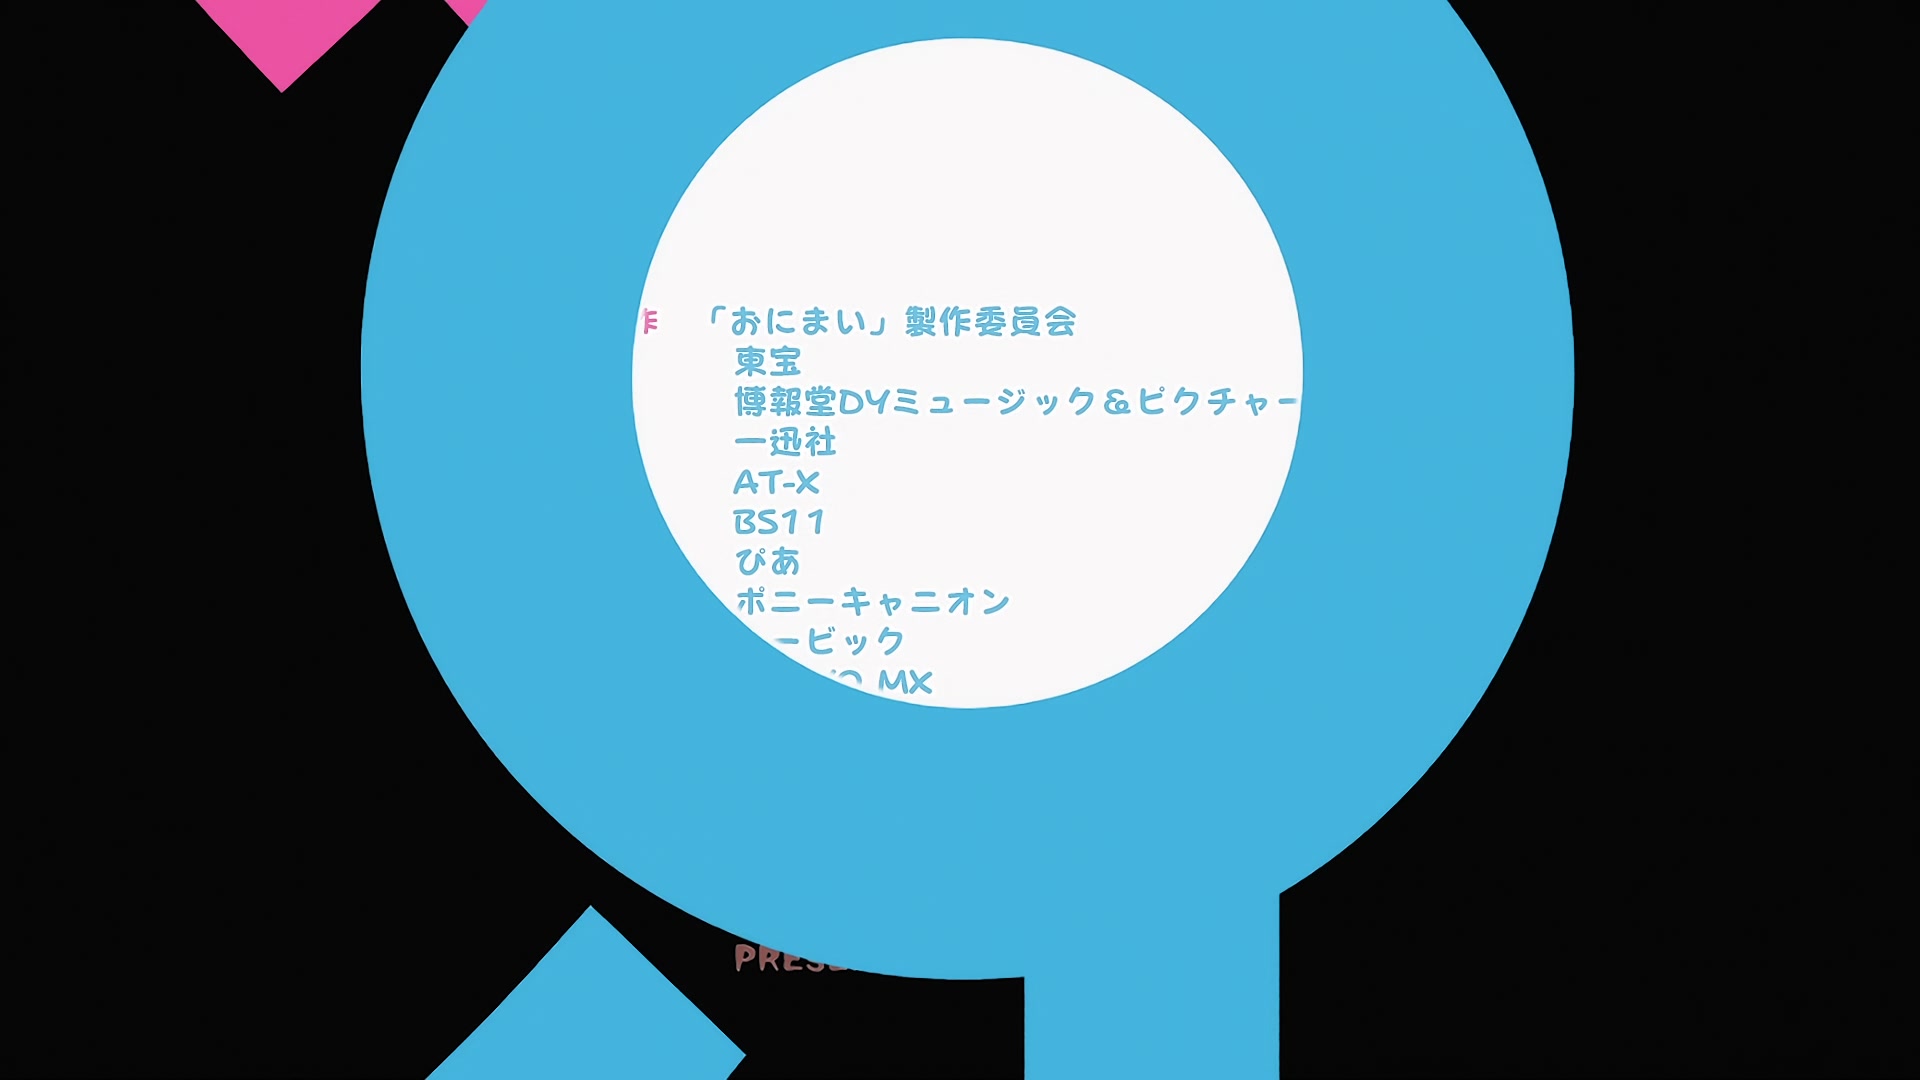 作 「おにまい」製作委員会
東宝
博報堂DYミュージック&ピクチャー
一迅社
AT-X
BS11
ぴあ
ポニーキャニオン
ービック
MX